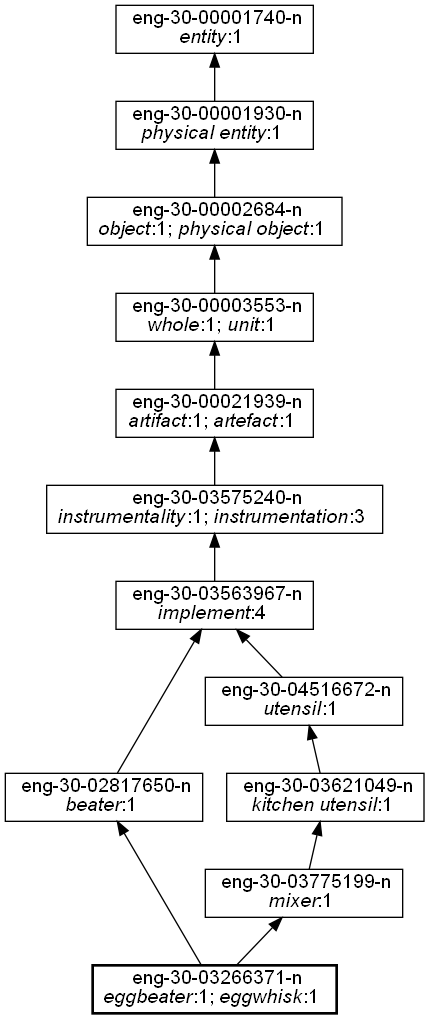 eng-30-00001740-n
entity:1
eng-30-00001930-n
physical entity:1
eng-30-00002684-n
object:1; physical object:1
eng-30-00003553-n
whole:1; unit:1
eng-30-00021939-n
artifact:1; artefact:1
eng-30-03575240-n
instrumentality:1; instrumentation:3
eng-30-03563967-n
implement:4
eng-30-04516672-n
utensil:1
eng-30-02817650-n
beater:1
eng-30-03621049-n
kitchen utensil:1
eng-30-03775199-n
mixer:1
eng-30-03266371-n
eggbeater:1; eggwhisk:1